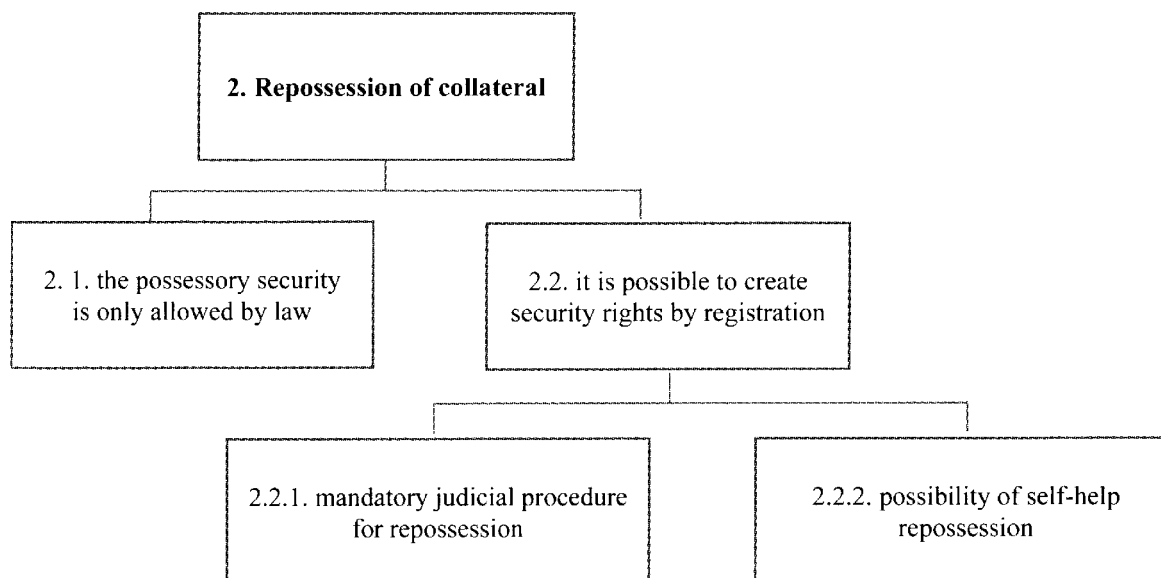 2. Repossession of collateral
2. 1. the possessory security
is only allowed by law
2.2. it is possible to create
security rights by registration
2.2.1. mandatory judicial procedure
for repossession
2.2.2. possibility of self-help
repossession